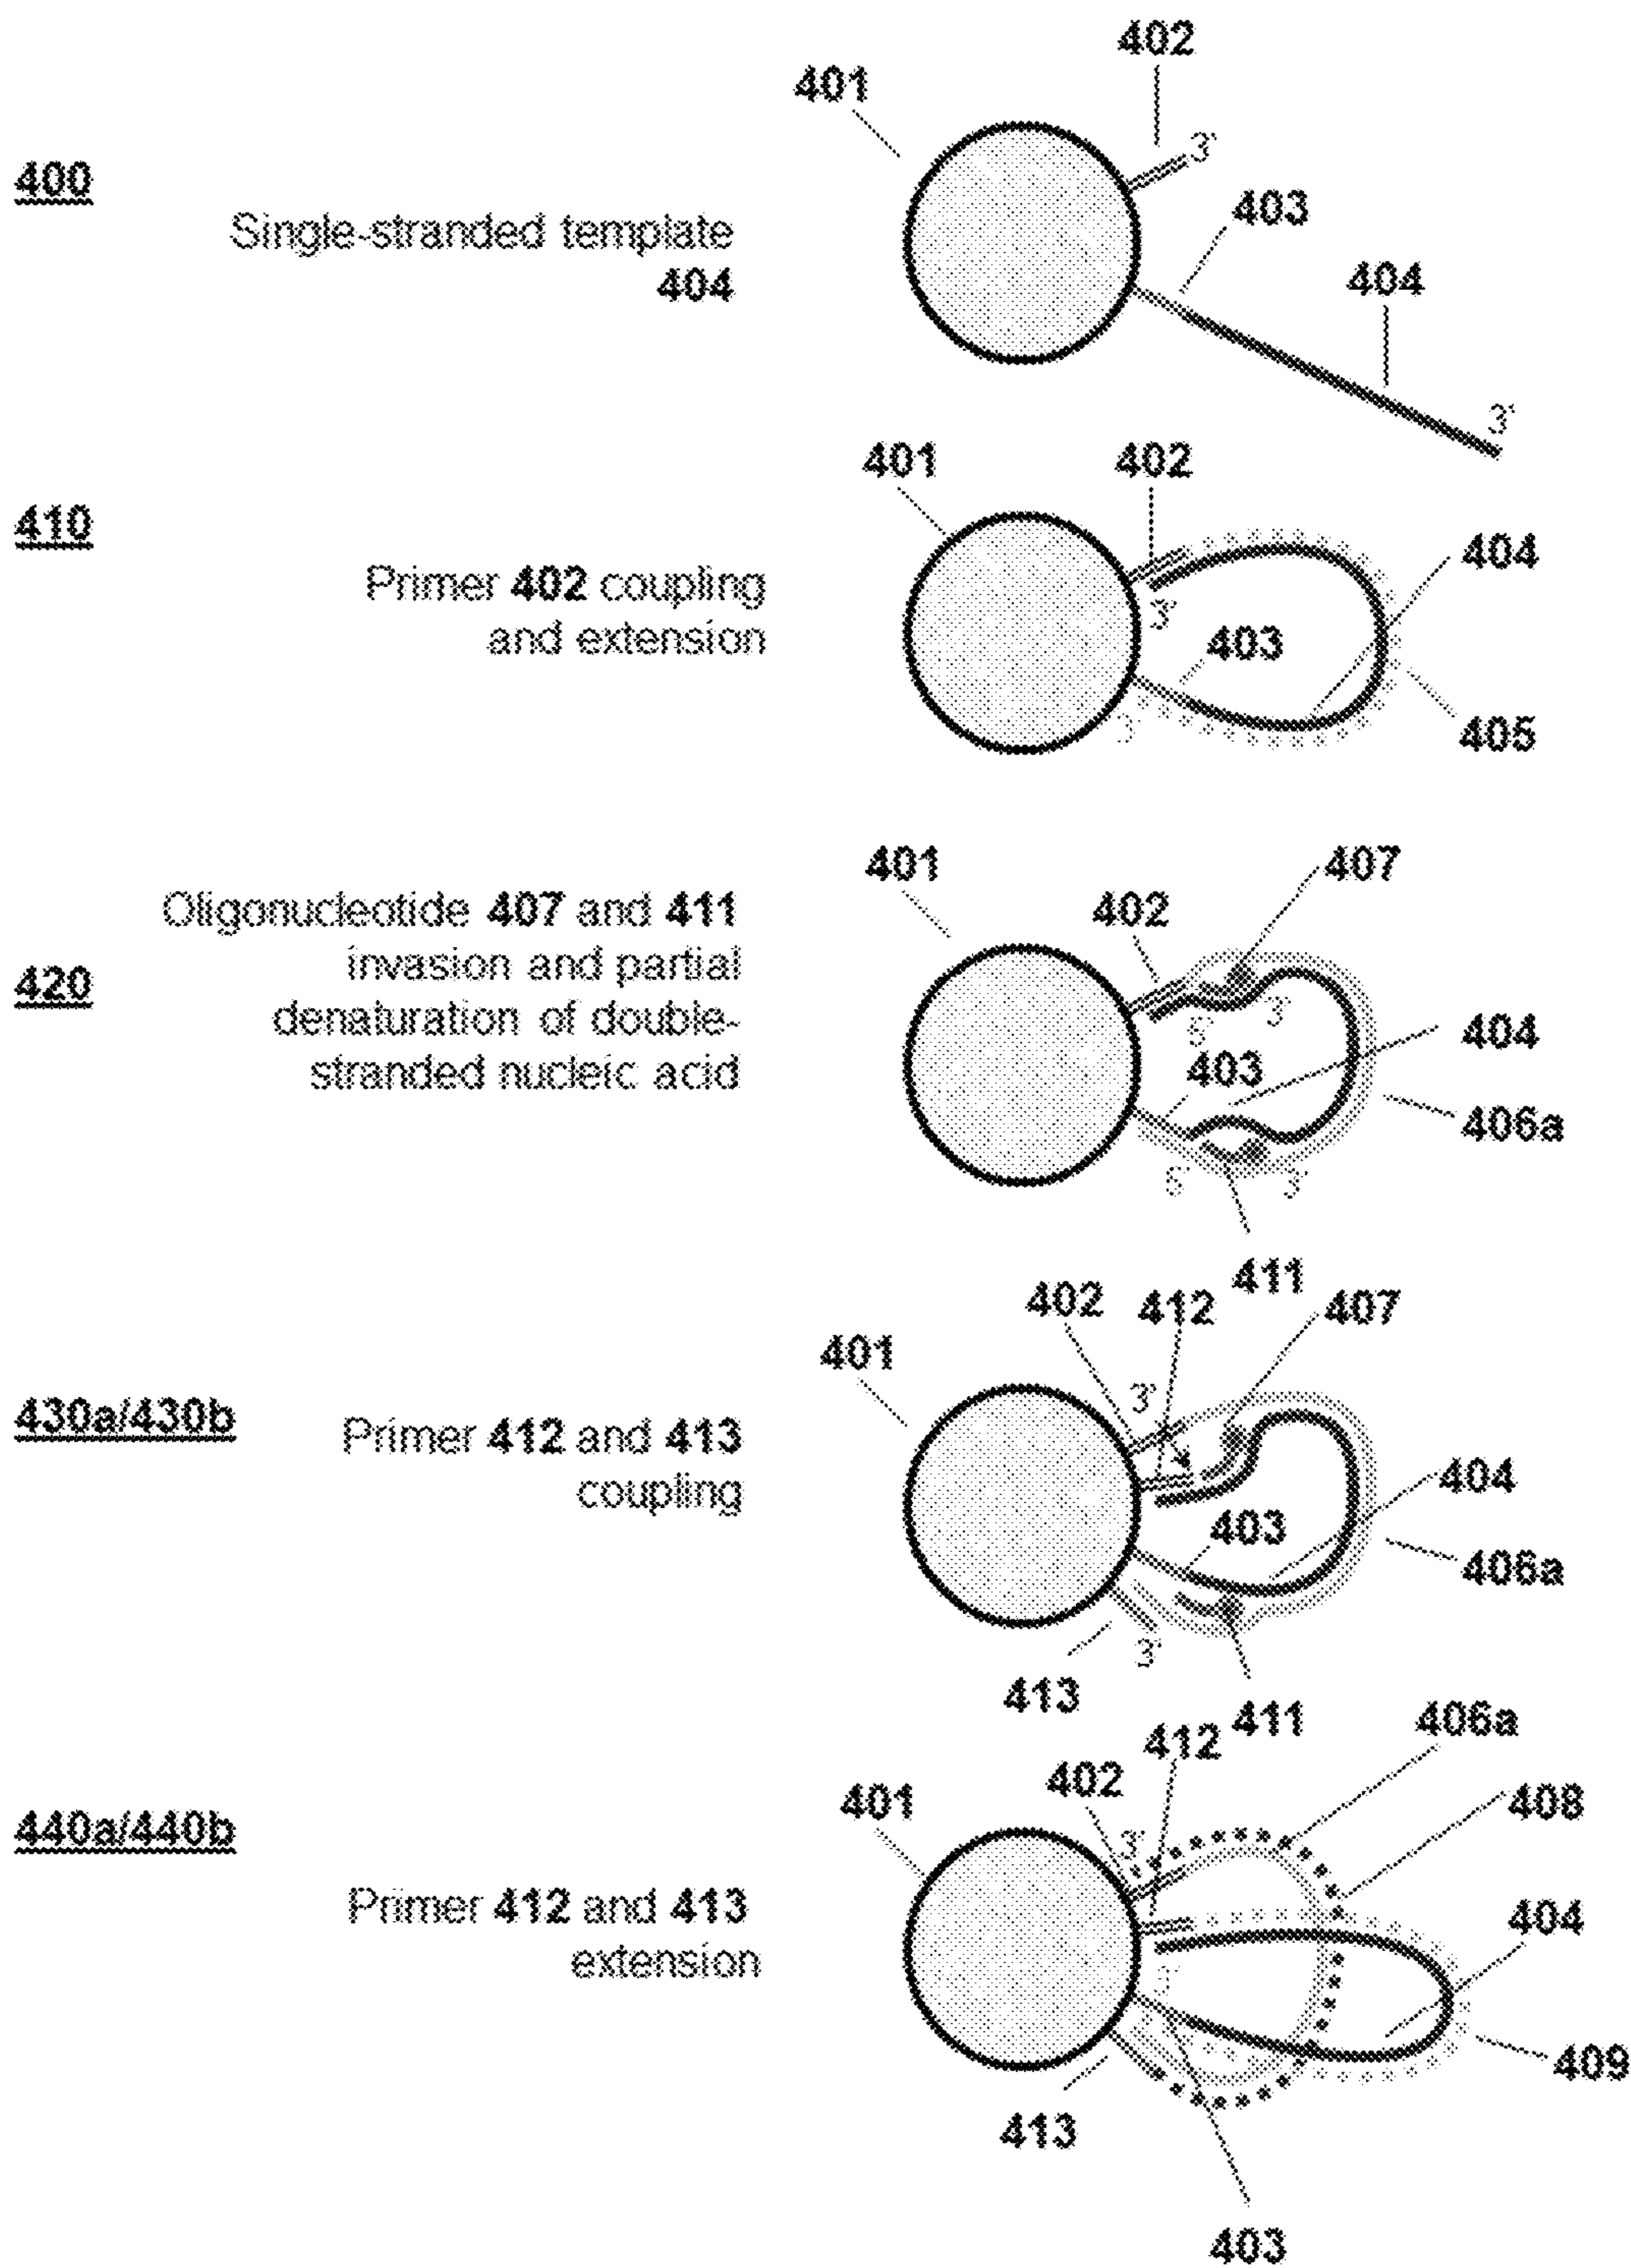 402
401
3'
400
403
Single-stranded template
404
404
3'
401
402
410
404
Primer 402 coupling
and extension
3'
403
3'
405
401
407
Oligonucleotide 407 and 411
402
invasion and partial
420
denaturation of double-
3'
5'
404
stranded nucleic acid
403
406a
5'
3'
411
402
412
407
401
3'
430a/430b
Primer 412 and 413
coupling
404
403
406a
3'
413
411
406a
412
402
401
408
440a/440b
3'
Primer 412 and 413
404
extension
3'
409
413
403